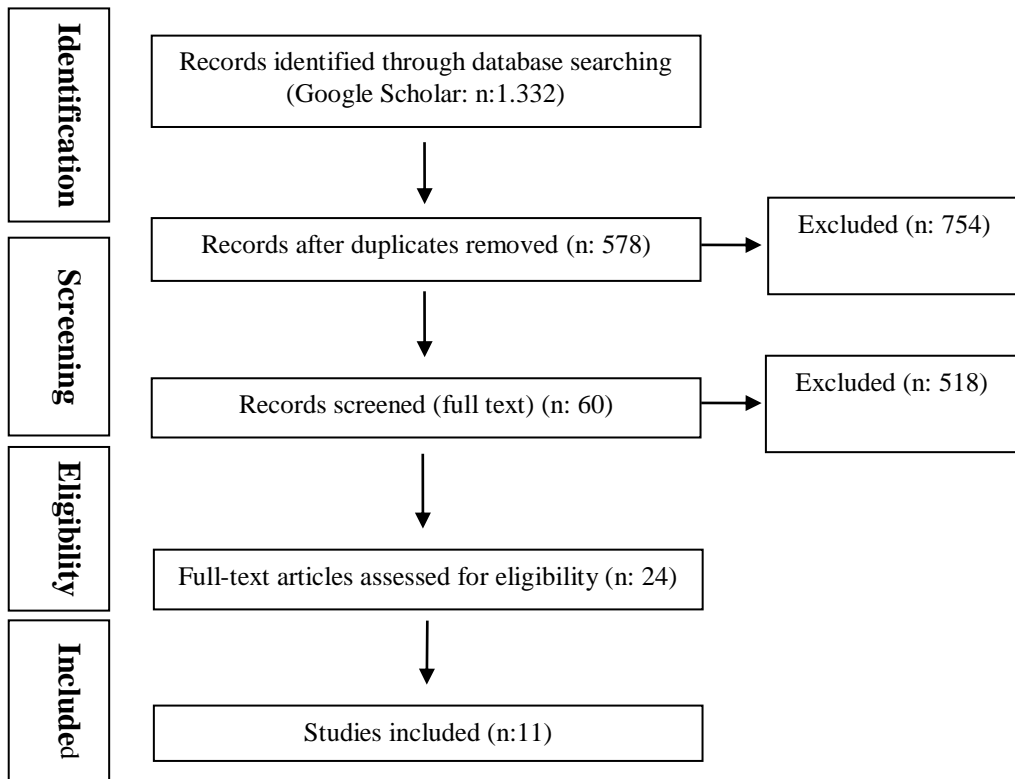 Identification
Records identified through database searching
(Google Scholar: n:1.332)
Records after duplicates removed (n: 578)
Excluded (n: 754)
Screening
Records screened (full text) (n: 60)
Excluded (n: 518)
Eligibility
Full-text articles assessed for eligibility (n: 24)
Included
Studies included (n:11)